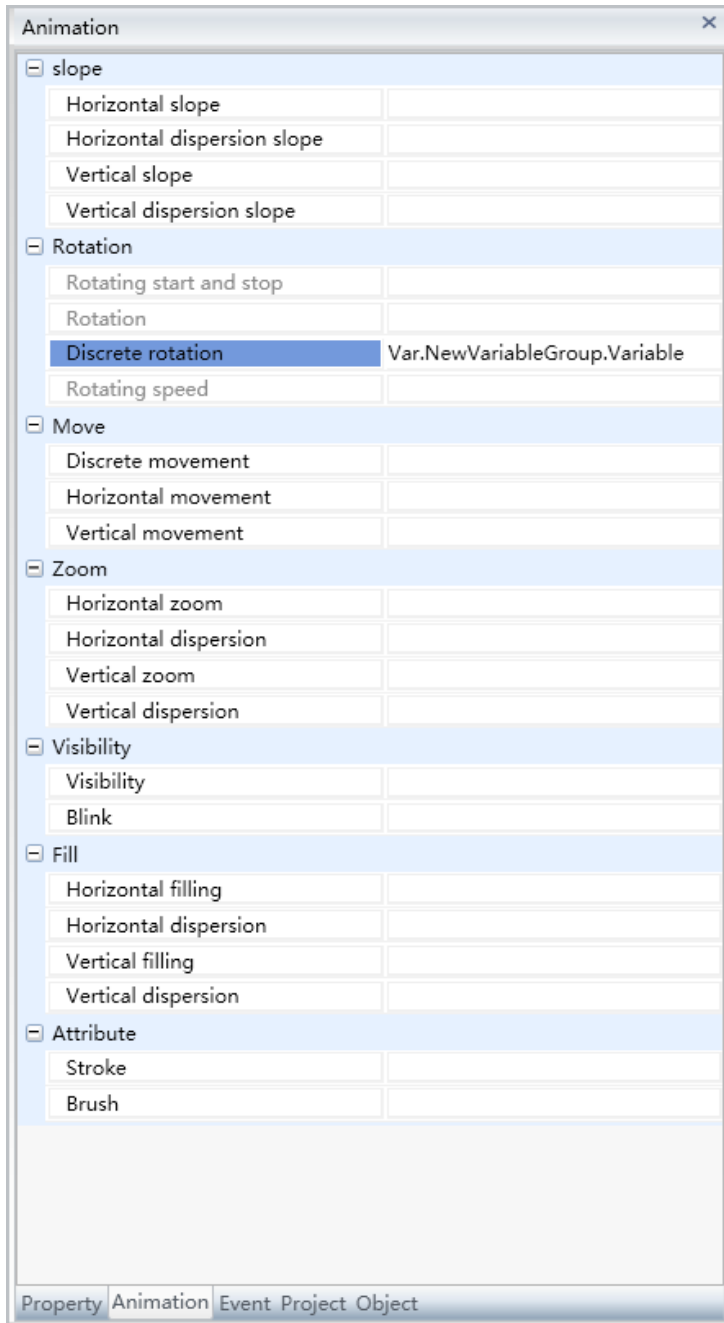 Animation
slope
Horizontal slope
Horizontal dispersion slope
Vertical slope
Vertical dispersion slope
Rotation
Rotating start and stop
Rotation
Discrete rotation Var.NewVariableGroup.Variable
Rotating speed
Move
Discrete movement
Horizontal movement
Vertical movement
Zoom
Horizontal zoom
Horizontal dispersion
Vertical zoom
Vertical dispersion
Visibility
Visibility
Blink
Fill
Horizontal filling
Horizontal dispersion
Vertical filling
Vertical dispersion
Attribute
Stroke
Brush
Property Animation Event Project Object